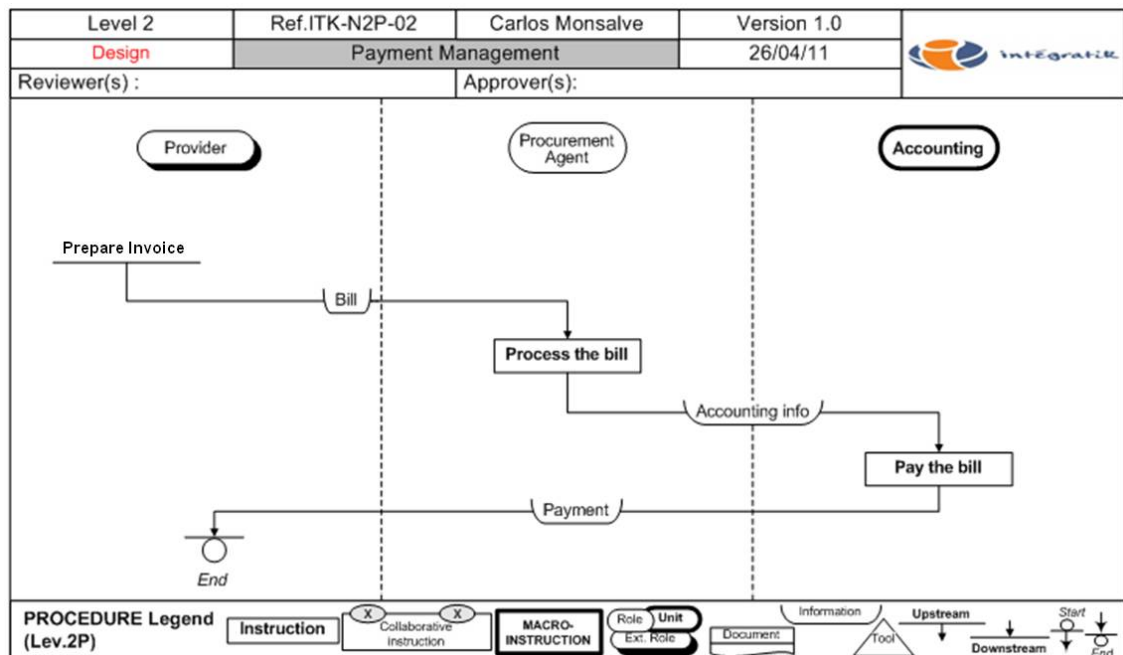 Level 2
Ref.ITK-N2P-02
Carlos Monsalve
Version 1.0
Design
Payment Management
26/04/11
intégratik
Reviewer(s) :
Approver(s):
Provider
Procurement
Agent
Accounting
Prepare Invoice
Bill
Process the bill
Accounting info
Pay the bill
Payment
End
PROCEDURE Legend
(Lev.2P)
Instruction
X
X
Collaborative
instruction
MACRO-
INSTRUCTION
Role
Unit
Ext. Role
Document
Information
Tool
Upstream
Downstream
Start
End